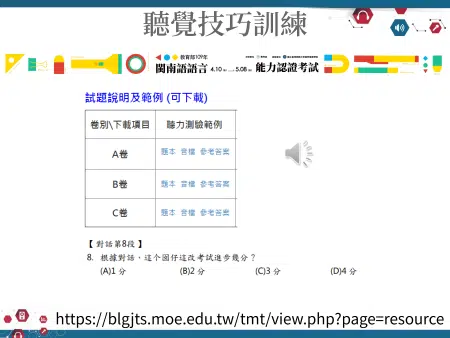 聽覺技巧訓練
教育部109年
閩南語語言 4.10 5.08 能力認證考試
試題說明及範例 (可下載)
卷別\下載項目 聽力測驗範例
A卷 題本 音檔 參考答案
B卷 題本 音檔 參考答案
C卷 題本 音檔 參考答案
【對話第8段】
8. 根據對話、這个囡仔這改考試進步幾分？
(A)1 分 (B)2 分 (C)3 分 (D)4 分
https://blgjts.moe.edu.tw/tmt/view.php?page=resource